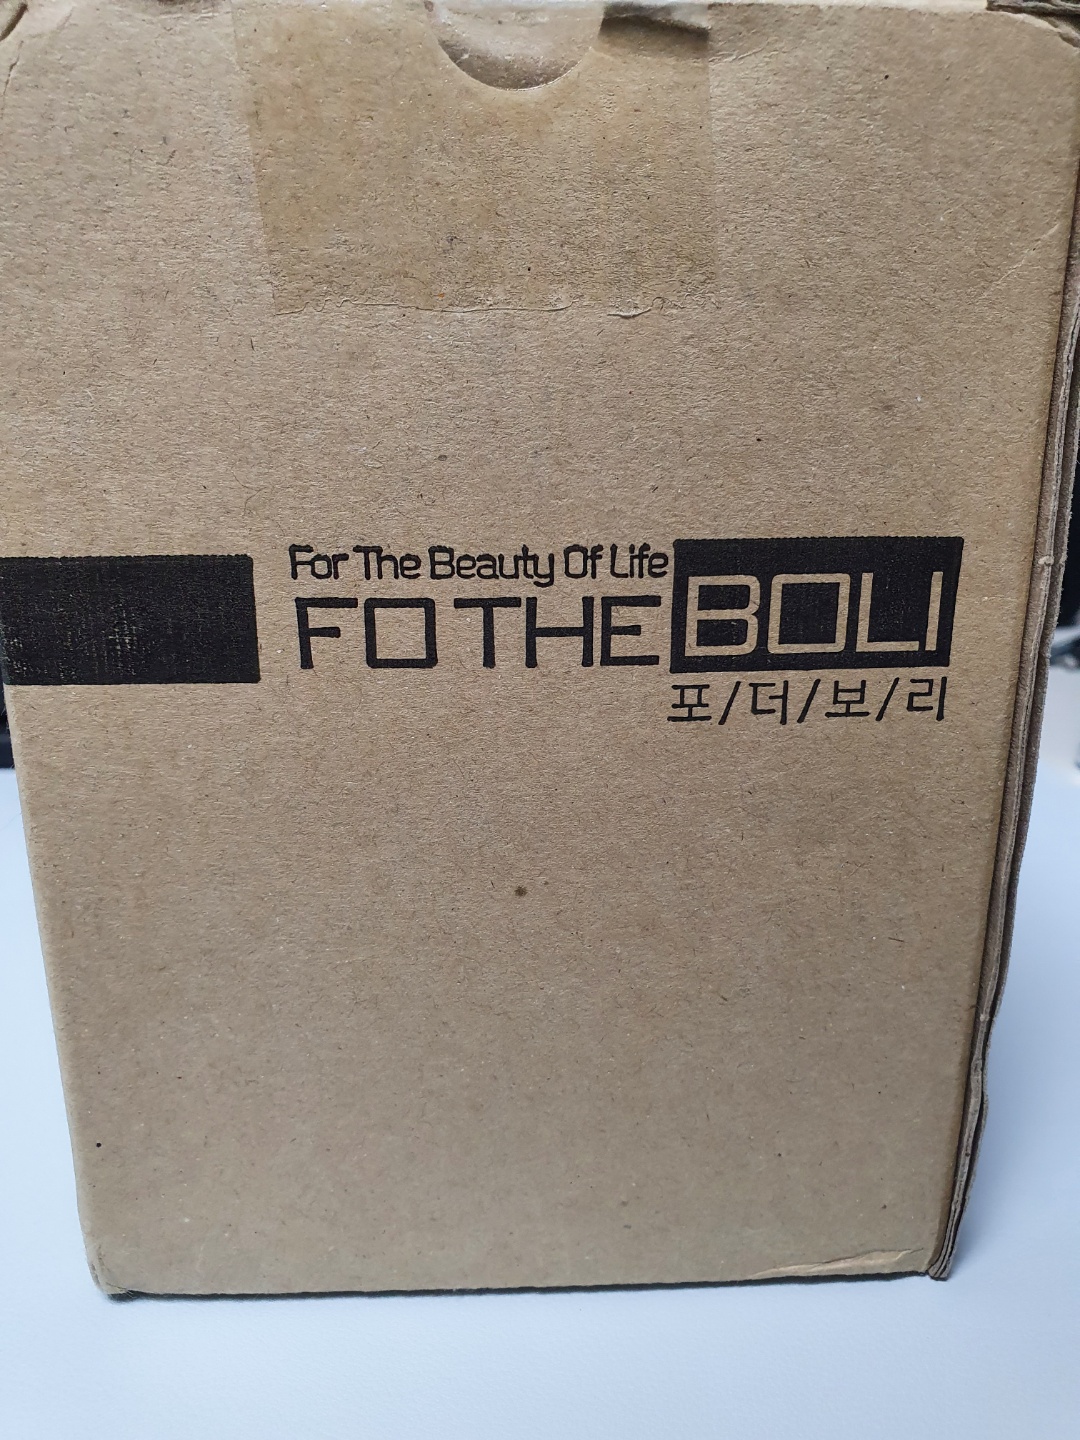 For The Beauty Of Life
FO THE BOLI
포/더/보/리